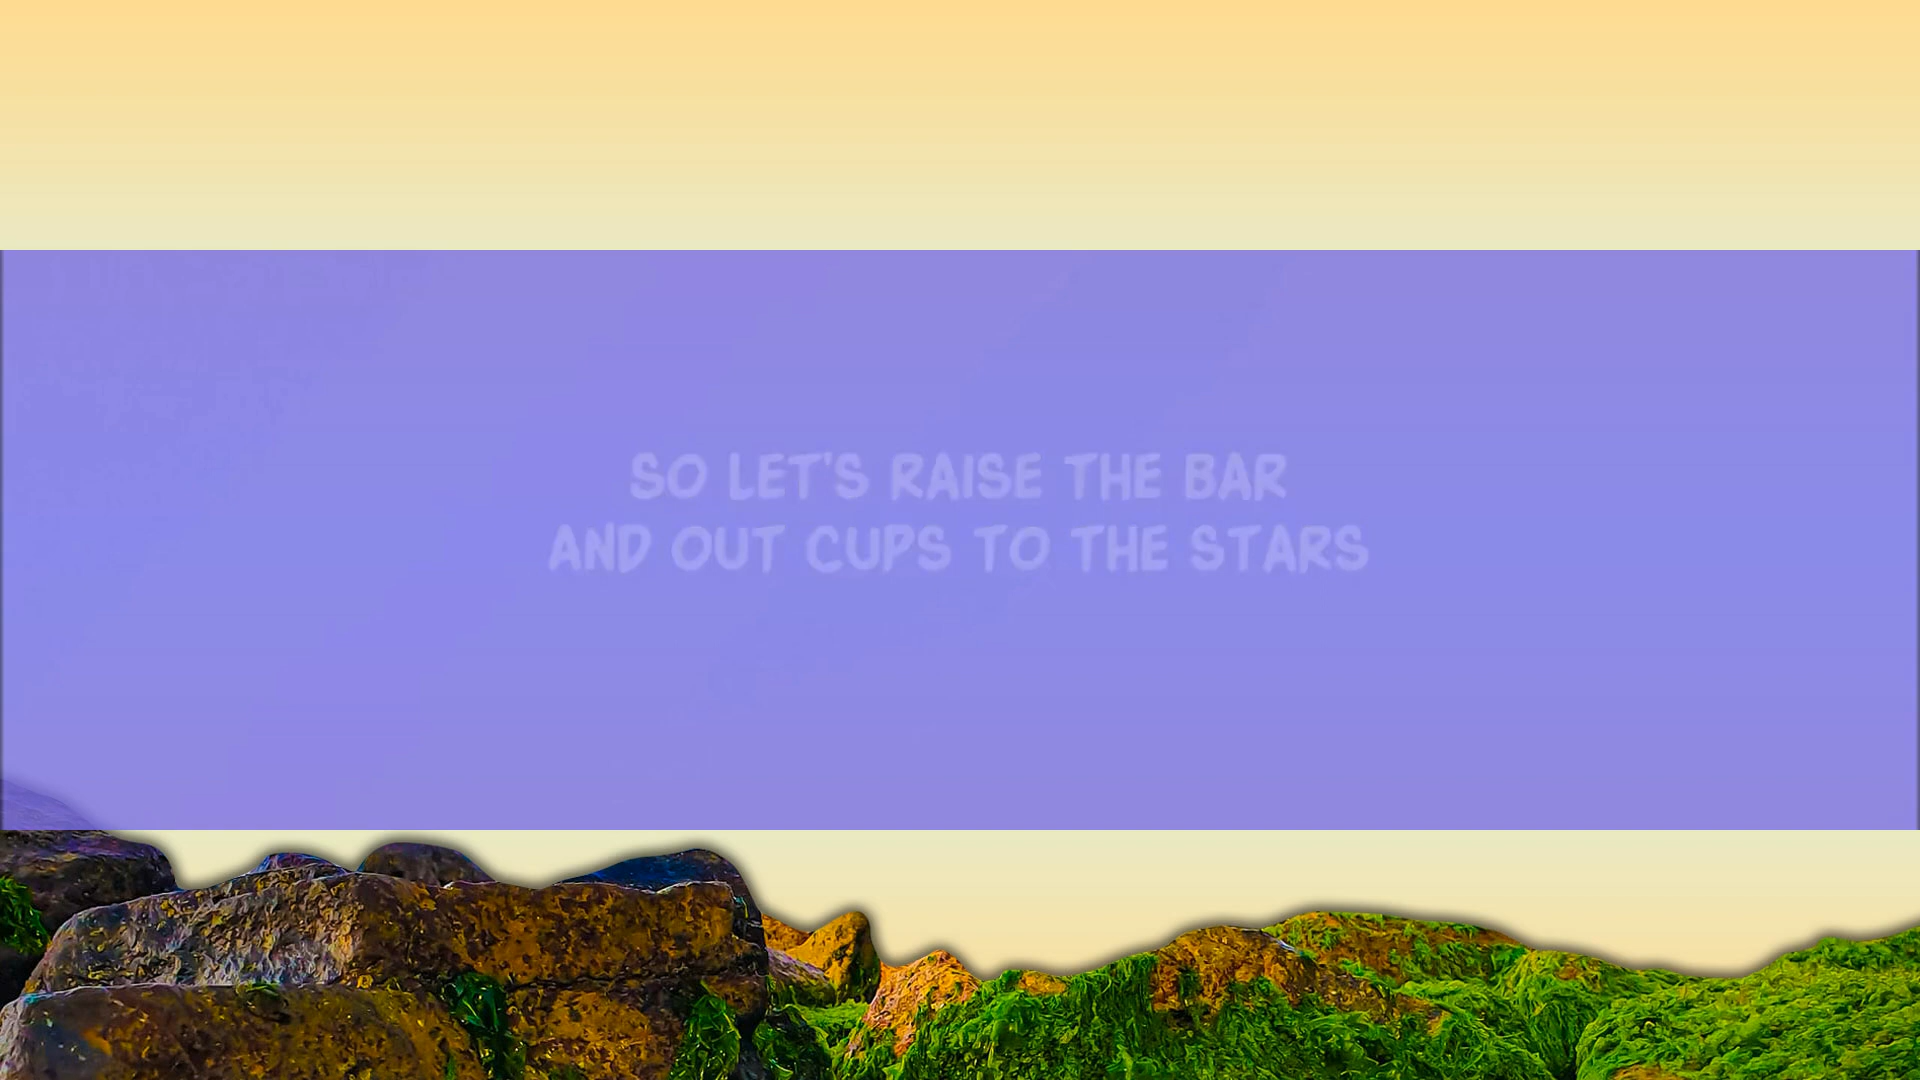 SO LET'S RAISE THE BAR
AND OUT CUPS TO THE STARS